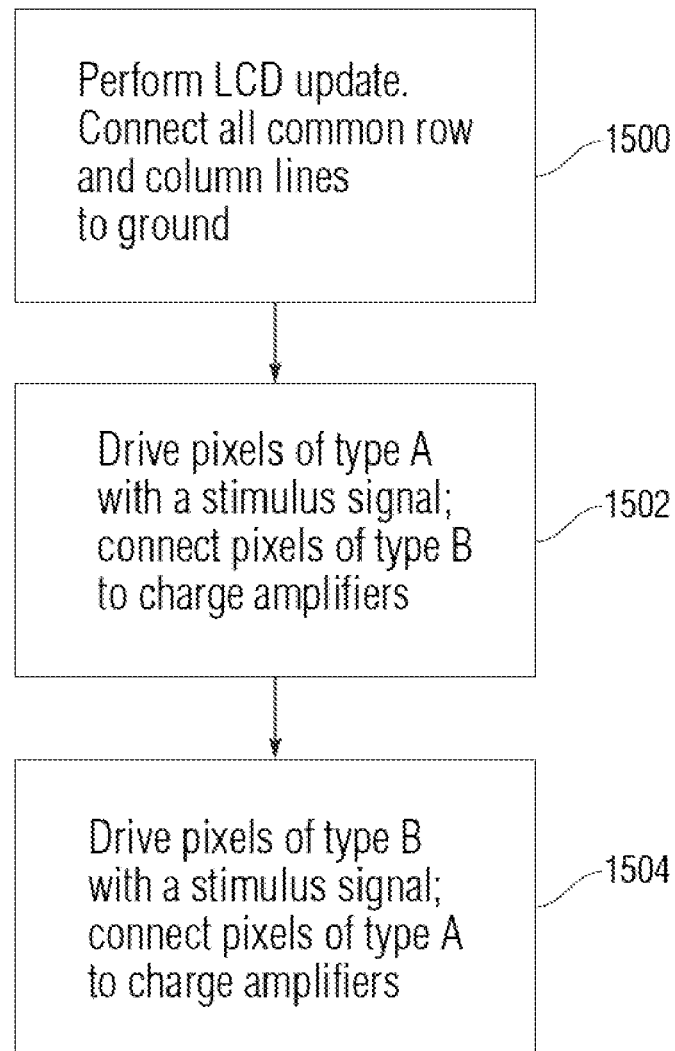 Perform LCD update.
Connect all common row
and column lines
to ground
1500
Drive pixels of type A
with a stimulus signal;
connect pixels of type B
to charge amplifiers
1502
Drive pixels of type B
with a stimulus signal;
connect pixels of type A
to charge amplifiers
1504